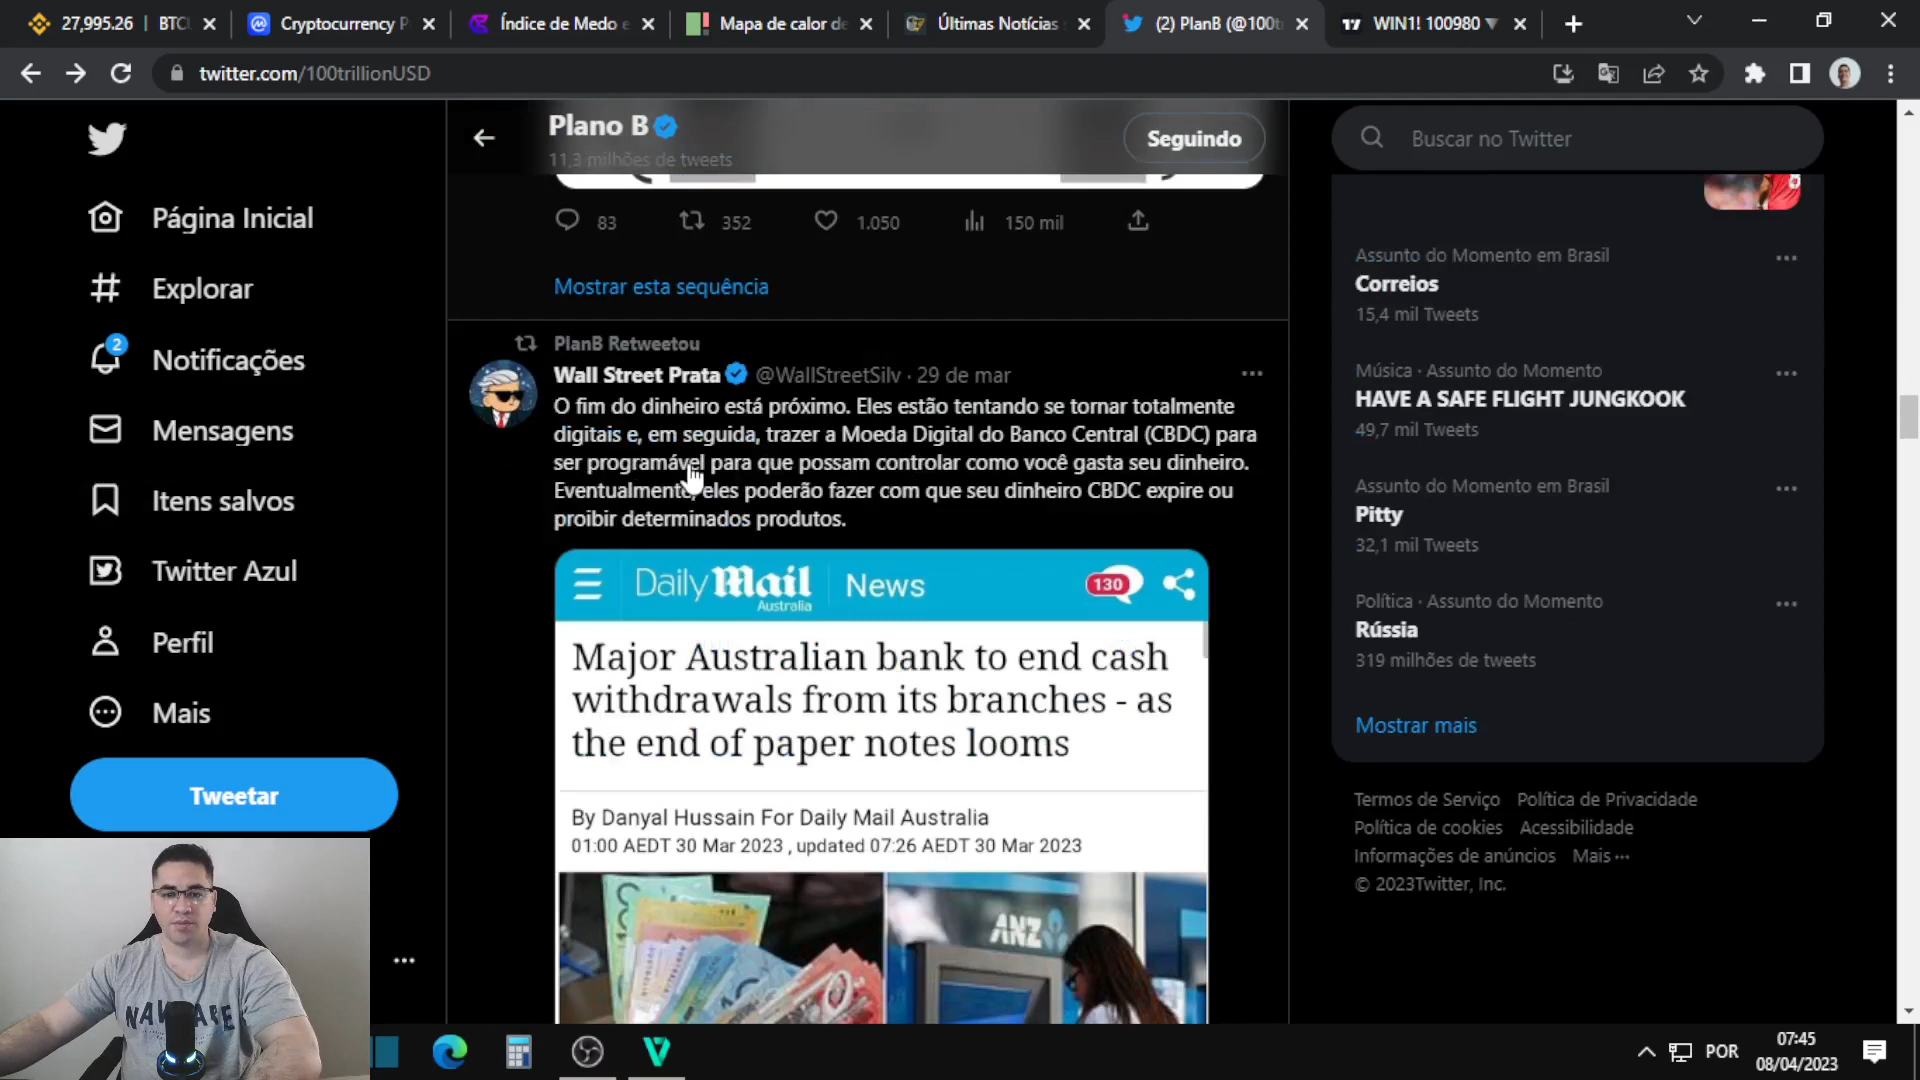 27,995.26 | BTCU
Cryptocurrency P
Índice de Medo e
Mapa de calor de
Últimas Notícias
(2) PlanB (@100tr
WIN1! 100980 ▼
twitter.com/100trillionUSD
Plano B
11,3 milhões de tweets
Seguindo
Buscar no Twitter
Página Inicial
Explorar
2
Notificações
Mensagens
Itens salvos
Twitter Azul
Perfil
Mais
Tweetar
83 352 1.050 150 mil
Mostrar esta sequência
PlanB Retweetou
Wall Street Prata @WallStreetSilv · 29 de mar
O fim do dinheiro está próximo. Eles estão tentando se tornar totalmente
digitais e, em seguida, trazer a Moeda Digital do Banco Central (CBDC) para
ser programável para que possam controlar como você gasta seu dinheiro.
Eventualmente, eles poderão fazer com que seu dinheiro CBDC expire ou
proibir determinados produtos.
Daily Mail Australia News 130
Major Australian bank to end cash
withdrawals from its branches - as
the end of paper notes looms
By Danyal Hussain For Daily Mail Australia
01:00 AEDT 30 Mar 2023 , updated 07:26 AEDT 30 Mar 2023
ANZ
Assunto do Momento em Brasil
Correios
15,4 mil Tweets
Música · Assunto do Momento
HAVE A SAFE FLIGHT JUNGKOOK
49,7 mil Tweets
Assunto do Momento em Brasil
Pitty
32,1 mil Tweets
Política · Assunto do Momento
Rússia
319 milhões de tweets
Mostrar mais
Termos de Serviço Política de Privacidade
Política de cookies Acessibilidade
Informações de anúncios Mais ···
© 2023Twitter, Inc.
POR
07:45
08/04/2023